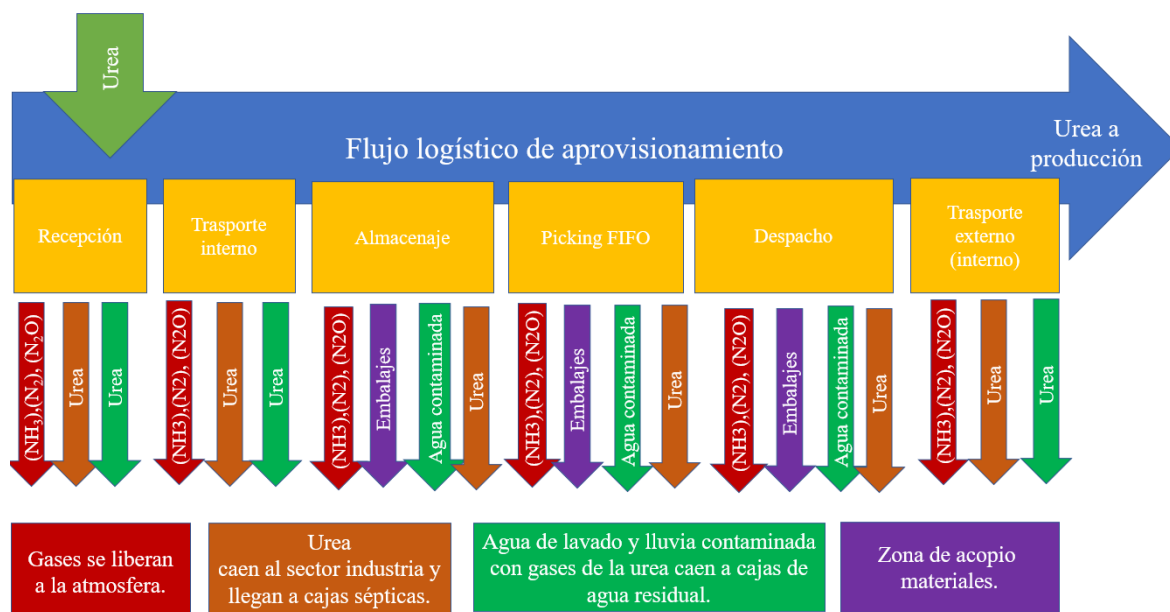 Urea
Flujo logístico de aprovisionamiento
Urea a
producción
Recepción
Trasporte
interno
Almacenaje
Picking FIFO
Despacho
Trasporte
externo
(interno)
(NH₃),(N₂), (N₂O)
Urea
Urea
(NH3),(N2), (N2O)
Urea
Urea
(NH3),(N2), (N2O)
Embalajes
Agua contaminada
Urea
(NH3),(N2), (N2O)
Embalajes
Agua contaminada
Urea
(NH3),(N2), (N2O)
Embalajes
Agua contaminada
Urea
(NH3),(N2), (N2O)
Urea
Urea
Gases se liberan
a la atmosfera.
Urea
caen al sector industria y
llegan a cajas sépticas.
Agua de lavado y lluvia contaminada
con gases de la urea caen a cajas de
agua residual.
Zona de acopio
materiales.